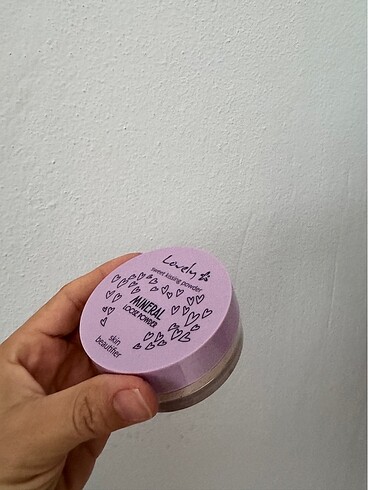 Lovely
sweet kissing powder
MINERAL
LOOSE POWDER
skin
beautifier